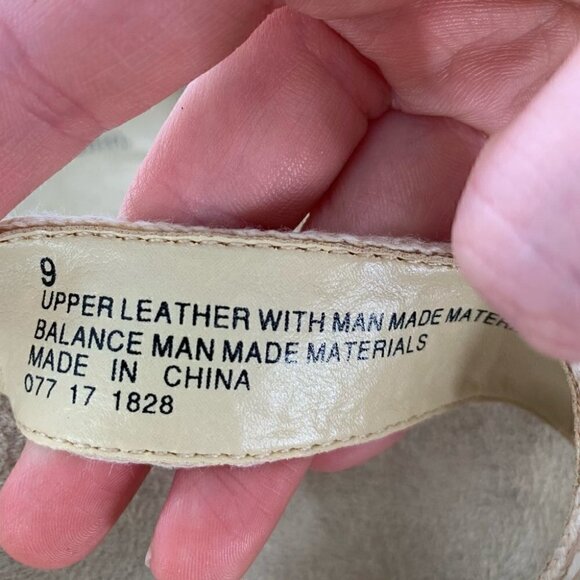 9
UPPER LEATHER WITH MAN MADE
BALANCE MAN MADE MATERIALS
MADE IN CHINA
077 17 1828